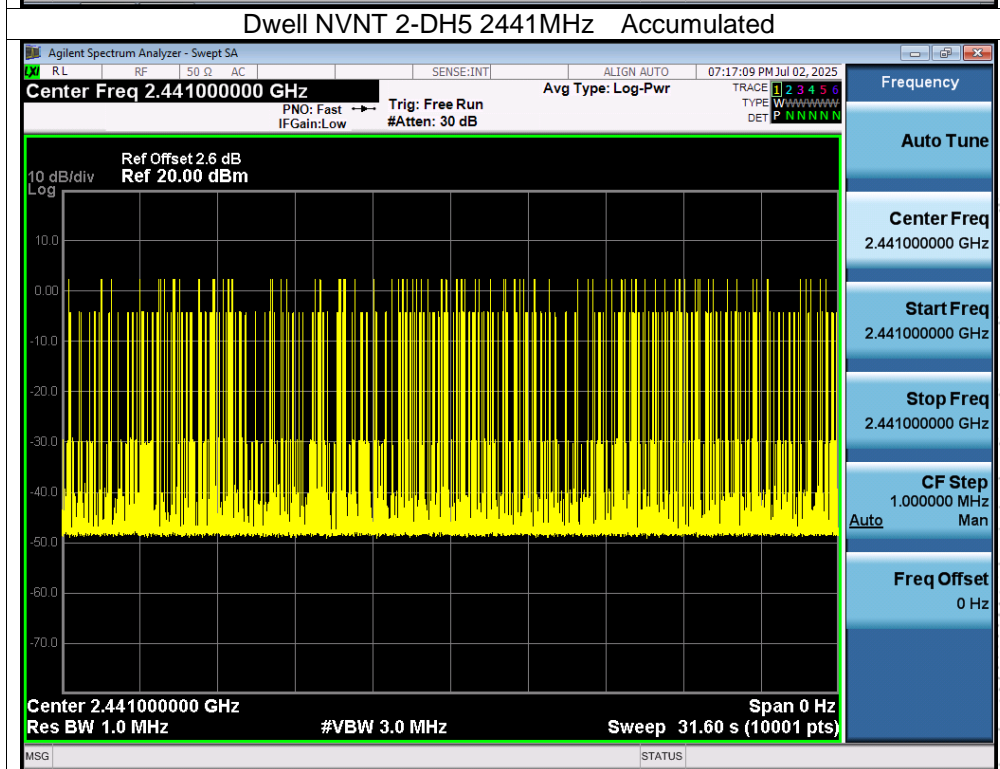 Dwell NVNT 2-DH5 2441MHz Accumulated
Agilent Spectrum Analyzer - Swept SA
LXI RL RF 50 Ω AC SENSE:INT ALIGN AUTO 07:17:09 PM Jul 02, 2025
Center Freq 2.441000000 GHz
PNO: Fast
IFGain:Low
Trig: Free Run
#Atten: 30 dB
Avg Type: Log-Pwr
TRACE 1 2 3 4 5 6
TYPE WWWWWWW
DET P N N N N N
Ref Offset 2.6 dB
10 dB/div Ref 20.00 dBm
Log
10.0
0.00
-10.0
-20.0
-30.0
-40.0
-50.0
-60.0
-70.0
Center 2.441000000 GHz Span 0 Hz
Res BW 1.0 MHz #VBW 3.0 MHz Sweep 31.60 s (10001 pts)
MSG STATUS
Frequency
Auto Tune
Center Freq
2.441000000 GHz
Start Freq
2.441000000 GHz
Stop Freq
2.441000000 GHz
CF Step
1.000000 MHz
Auto Man
Freq Offset
0 Hz